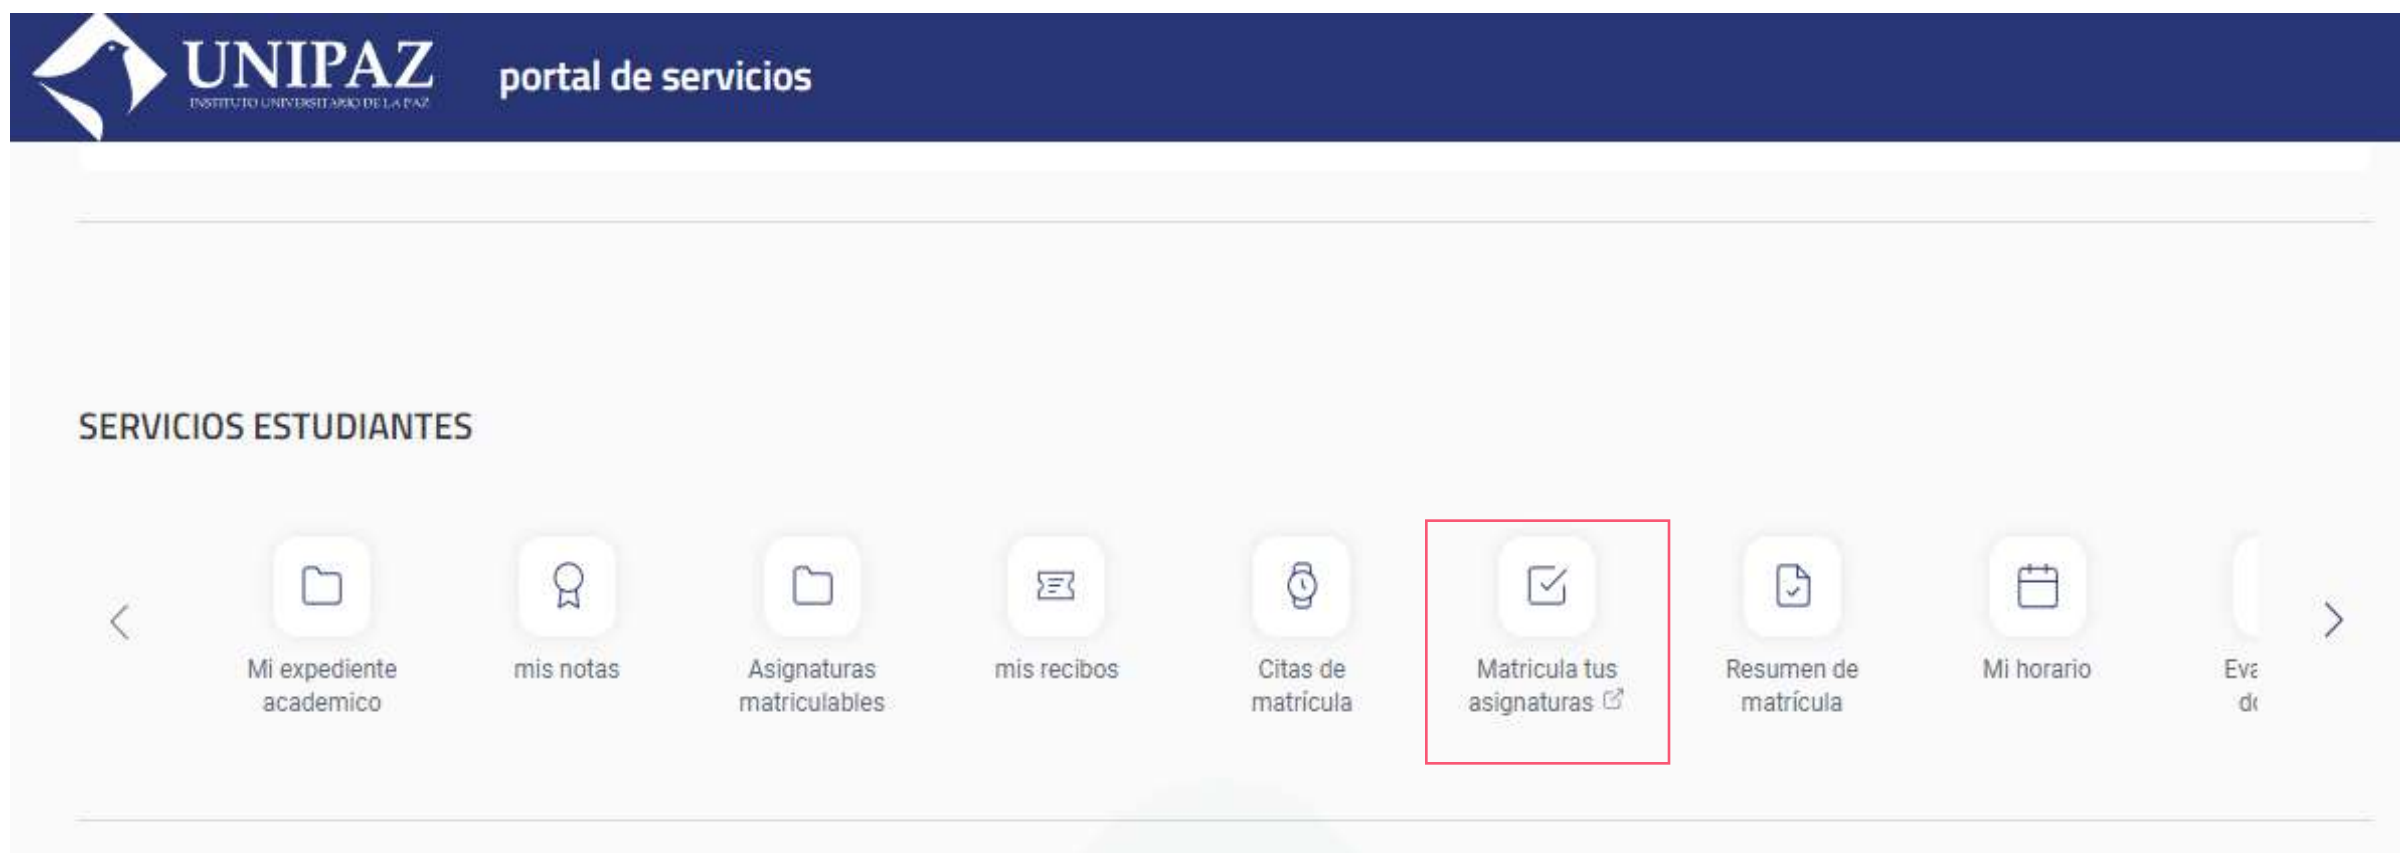 UNIPAZ
INSTITUTO UNIVERSITARIO DE LA PAZ
portal de servicios
SERVICIOS ESTUDIANTES
Mi expediente
academico
mis notas
Asignaturas
matriculables
mis recibos
Citas de
matrícula
Matricula tus
asignaturas
Resumen de
matrícula
Mi horario